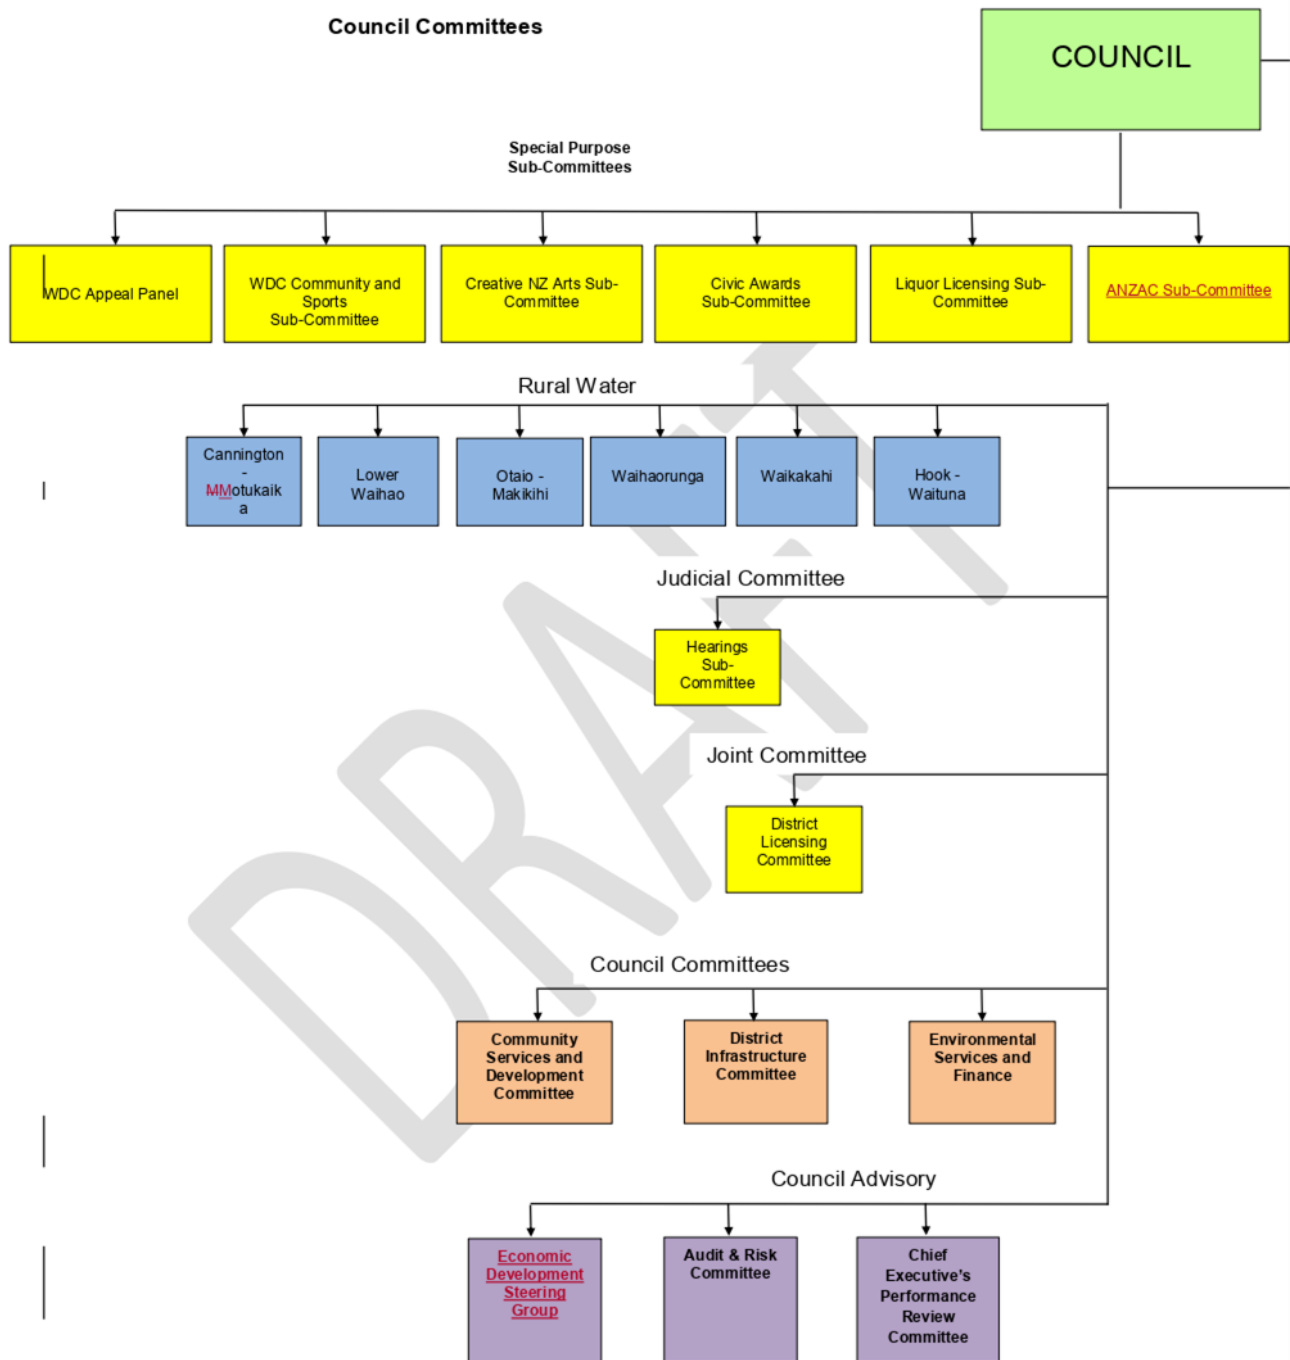 Council Committees
COUNCIL
Special Purpose
Sub-Committees
WDC Appeal Panel
WDC Community and
Sports
Sub-Committee
Creative NZ Arts Sub-
Committee
Civic Awards
Sub-Committee
Liquor Licensing Sub-
Committee
ANZAC Sub-Committee
Rural Water
Cannington
-
MMotukaik
a
Lower
Waihao
Otaio -
Makikihi
Waihaorunga
Waikakahi
Hook -
Waituna
Judicial Committee
Hearings
Sub-
Committee
Joint Committee
District
Licensing
Committee
Council Committees
Community
Services and
Development
Committee
District
Infrastructure
Committee
Environmental
Services and
Finance
Council Advisory
Economic
Development
Steering
Group
Audit & Risk
Committee
Chief
Executive's
Performance
Review
Committee
DRAFT